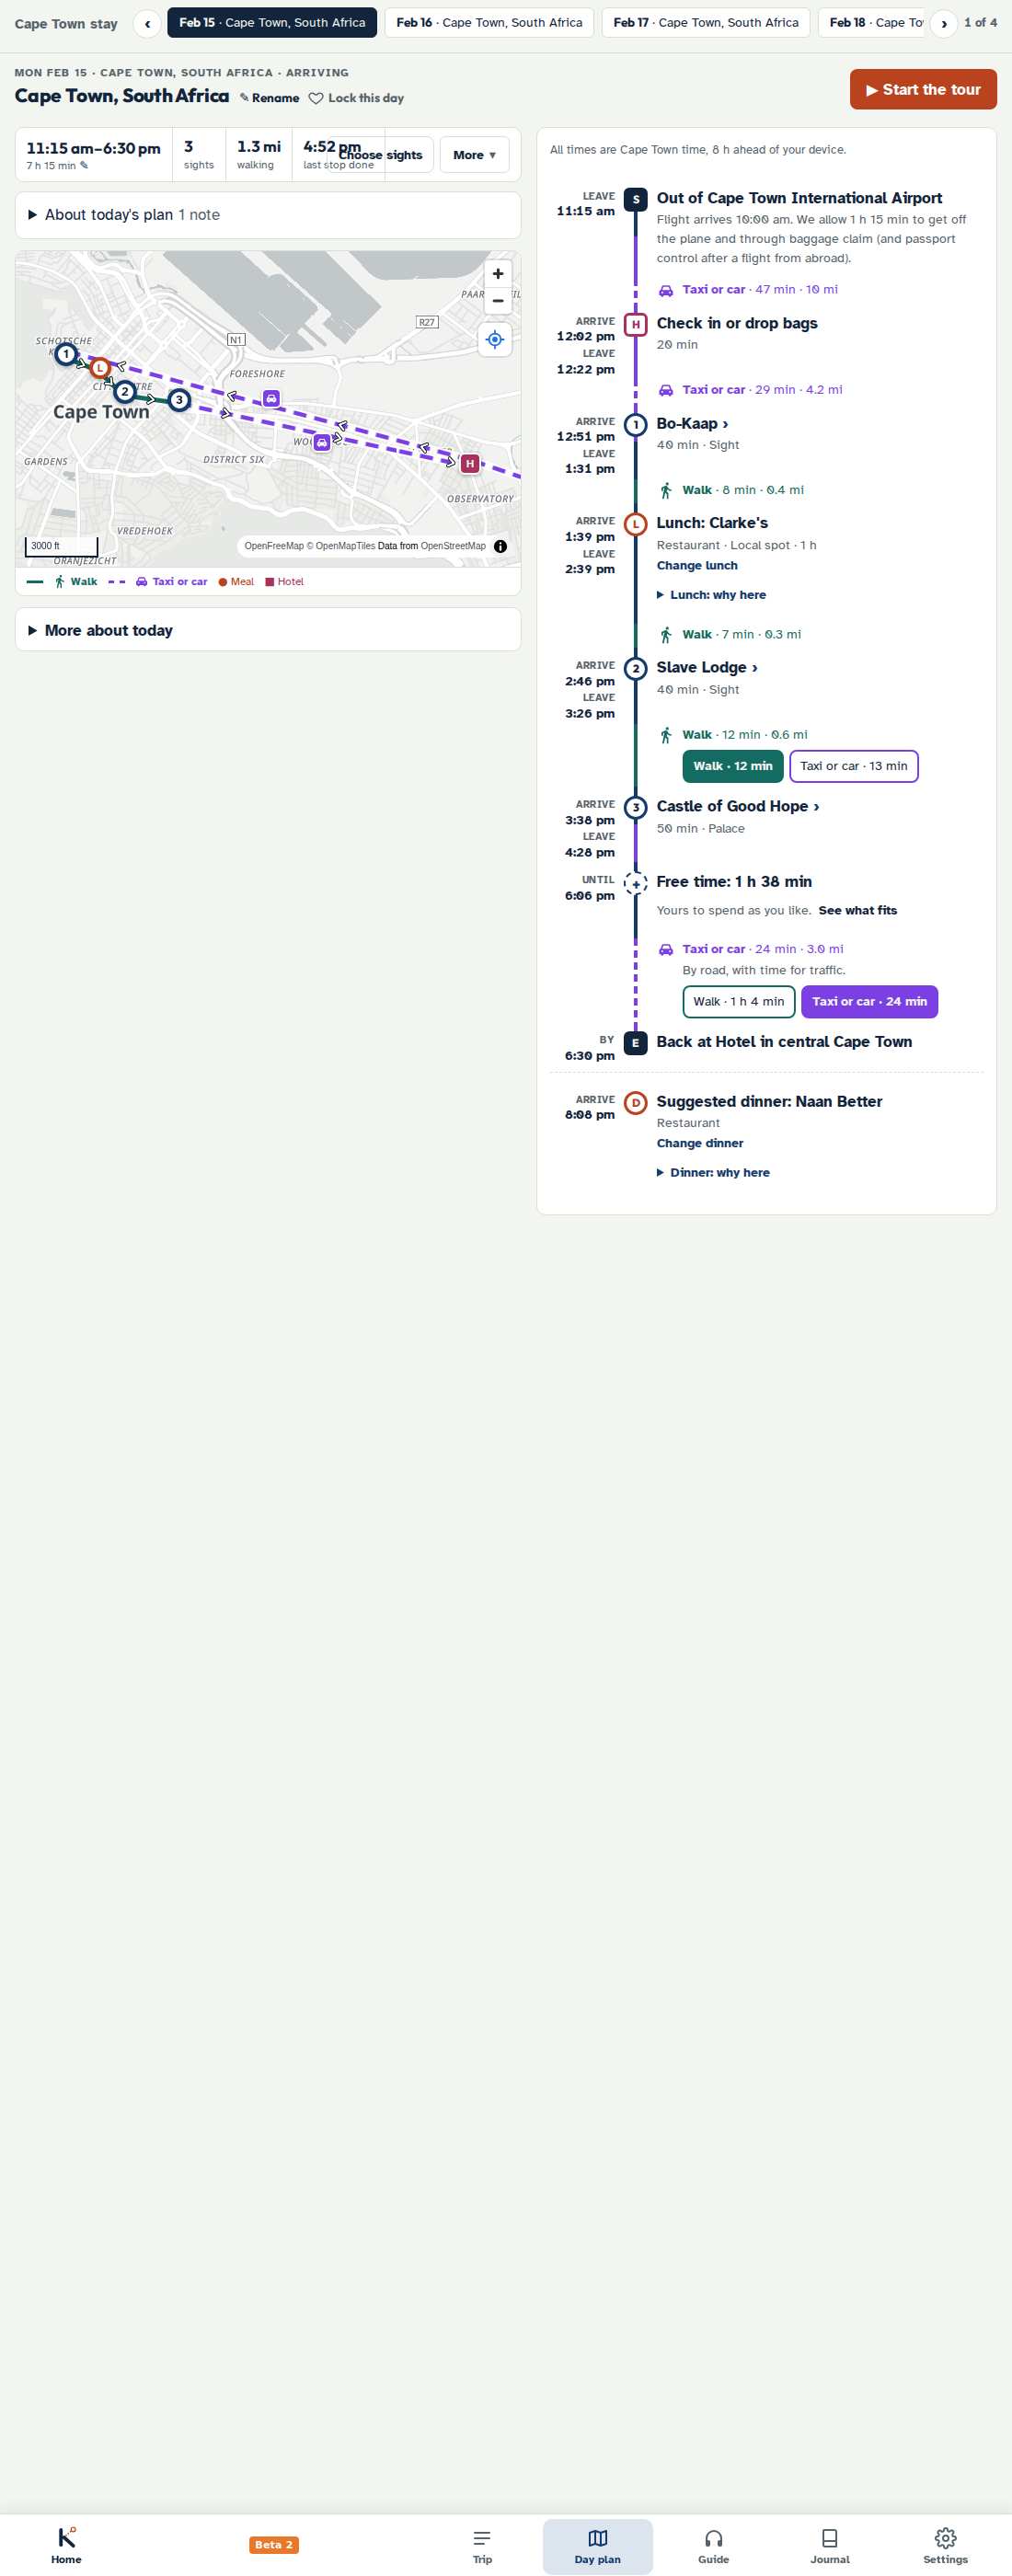 Cape Town stay
‹
Feb 15 · Cape Town, South Africa
Feb 16 · Cape Town, South Africa
Feb 17 · Cape Town, South Africa
Feb 18 · Cape To
›
1 of 4
MON FEB 15 · CAPE TOWN, SOUTH AFRICA · ARRIVING
Cape Town, South Africa
✎ Rename
Lock this day
▶ Start the tour
11:15 am–6:30 pm
7 h 15 min ✎
3
sights
1.3 mi
walking
4:52 pm
last stop done
Choose sights
More ▾
▶ About today's plan 1 note
PAAR
R27
N1
SCHOTSCHE
FORESHORE
1
L
2
3
Cape Town
H
GARDENS
DISTRICT SIX
OBSERVATORY
VREDEHOEK
ORANJEZICHT
+
−
3000 ft
OpenFreeMap © OpenMapTiles Data from OpenStreetMap
Walk
Taxi or car
Meal
Hotel
▶ More about today
All times are Cape Town time, 8 h ahead of your device.
LEAVE
11:15 am
S
Out of Cape Town International Airport
Flight arrives 10:00 am. We allow 1 h 15 min to get off
the plane and through baggage claim (and passport
control after a flight from abroad).
Taxi or car · 47 min · 10 mi
ARRIVE
12:02 pm
LEAVE
12:22 pm
H
Check in or drop bags
20 min
Taxi or car · 29 min · 4.2 mi
ARRIVE
12:51 pm
LEAVE
1:31 pm
1
Bo-Kaap ›
40 min · Sight
Walk · 8 min · 0.4 mi
ARRIVE
1:39 pm
LEAVE
2:39 pm
L
Lunch: Clarke's
Restaurant · Local spot · 1 h
Change lunch
▶ Lunch: why here
Walk · 7 min · 0.3 mi
ARRIVE
2:46 pm
LEAVE
3:26 pm
2
Slave Lodge ›
40 min · Sight
Walk · 12 min · 0.6 mi
Walk · 12 min
Taxi or car · 13 min
ARRIVE
3:38 pm
LEAVE
4:28 pm
3
Castle of Good Hope ›
50 min · Palace
UNTIL
6:06 pm
+
Free time: 1 h 38 min
Yours to spend as you like. See what fits
Taxi or car · 24 min · 3.0 mi
By road, with time for traffic.
Walk · 1 h 4 min
Taxi or car · 24 min
BY
6:30 pm
E
Back at Hotel in central Cape Town
ARRIVE
8:08 pm
D
Suggested dinner: Naan Better
Restaurant
Change dinner
▶ Dinner: why here
Home
Beta 2
Trip
Day plan
Guide
Journal
Settings